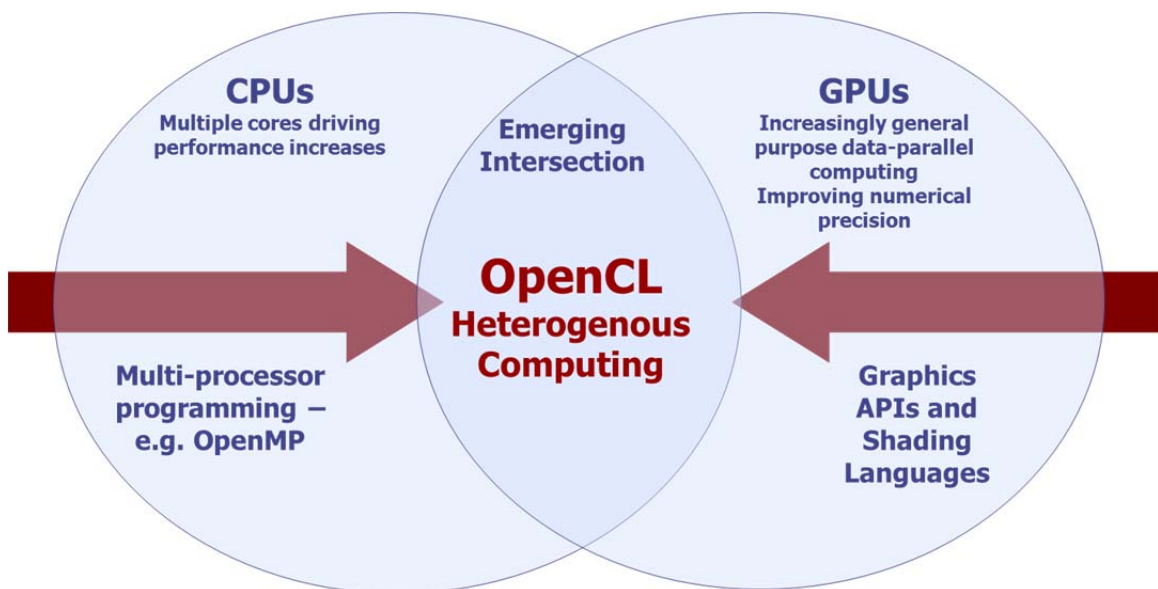 CPUs
Multiple cores driving
performance increases
Emerging
Intersection
GPUs
Increasingly general
purpose data-parallel
computing
Improving numerical
precision
OpenCL
Heterogenous
Computing
Multi-processor
programming –
e.g. OpenMP
Graphics
APIs and
Shading
Languages